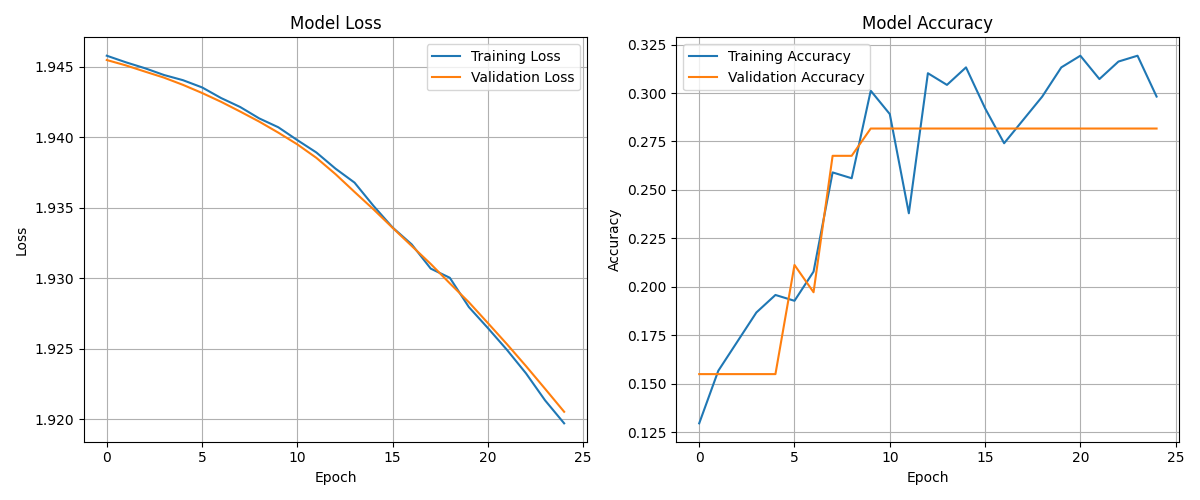 Model Loss
Training Loss
Validation Loss
1.945
1.940
1.935
1.930
1.925
1.920
Loss
0 5 10 15 20 25
Epoch
Model Accuracy
Training Accuracy
Validation Accuracy
0.325
0.300
0.275
0.250
0.225
0.200
0.175
0.150
0.125
Accuracy
0 5 10 15 20 25
Epoch